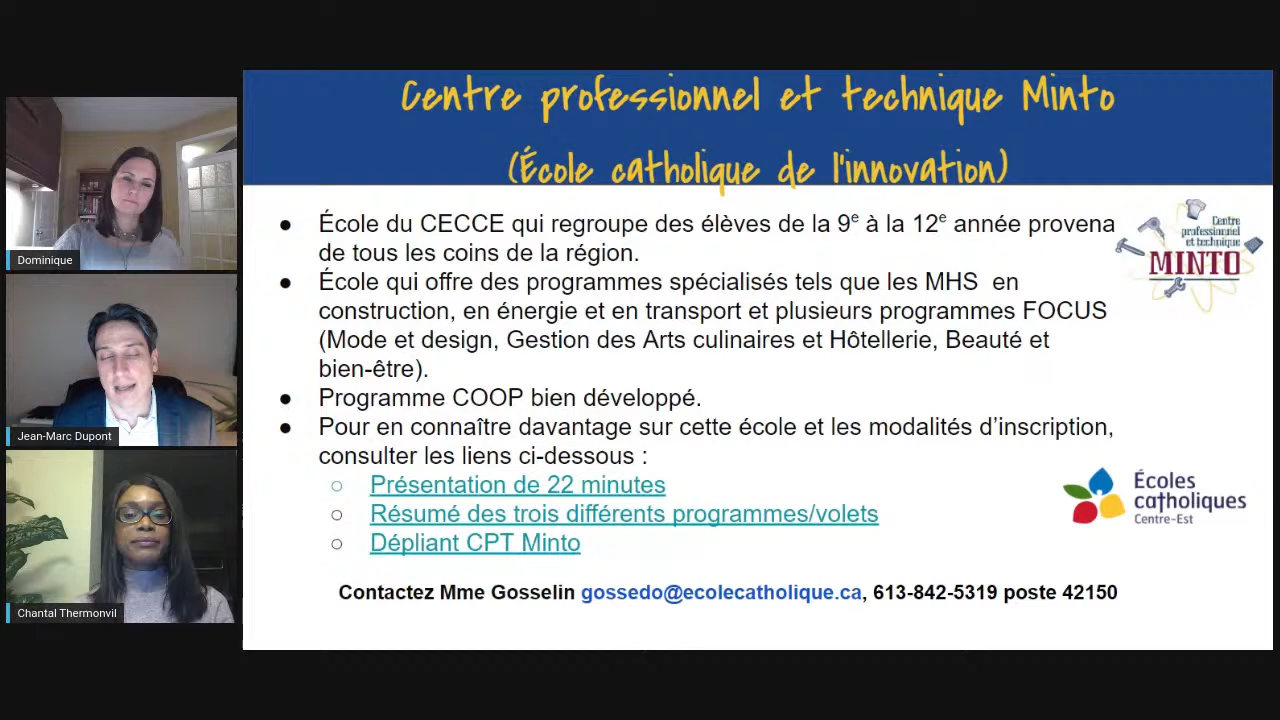 Centre professionnel et technique Minto
(École catholique de l'innovation)
● École du CECCE qui regroupe des élèves de la 9e à la 12e année provena
de tous les coins de la région.
● École qui offre des programmes spécialisés tels que les MHS en
construction, en énergie et en transport et plusieurs programmes FOCUS
(Mode et design, Gestion des Arts culinaires et Hôtellerie, Beauté et
bien-être).
● Programme COOP bien développé.
● Pour en connaître davantage sur cette école et les modalités d’inscription,
consulter les liens ci-dessous :
○ Présentation de 22 minutes
○ Résumé des trois différents programmes/volets
○ Dépliant CPT Minto
Contactez Mme Gosselin gossedo@ecolecatholique.ca, 613-842-5319 poste 42150
Centre
professionnel
et technique
MINTO
Écoles
catholiques
Centre-Est
Dominique
Jean-Marc Dupont
Chantal Thermonvil